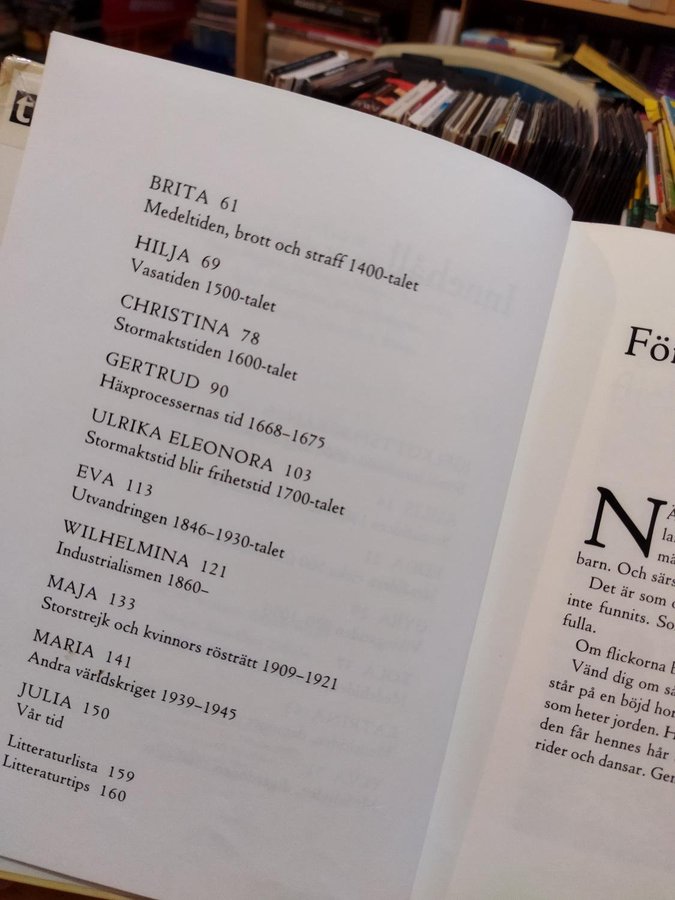 BRITA 61
Medeltiden, brott och straff 1400-talet
HILJA 69
Vasatiden 1500-talet
CHRISTINA 78
Stormaktstiden 1600-talet
GERTRUD 90
Häxprocessernas tid 1668–1675
ULRIKA ELEONORA 103
Stormaktstid blir frihetstid 1700-talet
EVA 113
Utvandringen 1846–1930-talet
WILHELMINA 121
Industrialismen 1860–
MAJA 133
Storstrejk och kvinnors rösträtt 1909–1921
MARIA 141
Andra världskriget 1939–1945
JULIA 150
Vår tid
Litteraturlista 159
Litteraturtips 160
barn. Och särs
Det är som
inte funnits. So
fulla.
Om flickorna
Vänd dig om så
står på en böjd hor
som heter jorden. H
den får hennes hår
rider och dansar. Gen